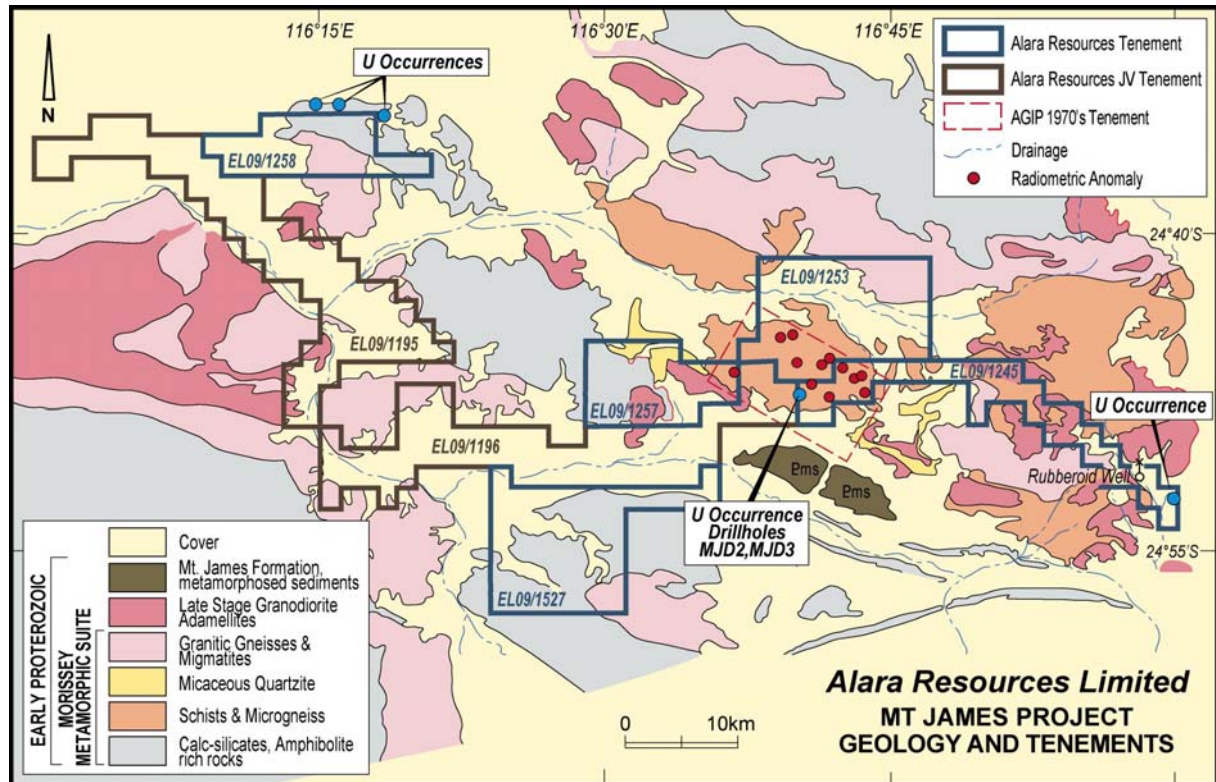 116°15'E
116°30'E
116°45'E
U Occurrences
N
Alara Resources Tenement
Alara Resources JV Tenement
AGIP 1970's Tenement
Drainage
Radiometric Anomaly
EL09/1258
24°40'S
EL09/1253
EL09/1195
EL09/1245
EL09/1257
U Occurrence
EL09/1196
Rubberoid Well
Pms
Pms
U Occurrence
Drillholes
MJD2,MJD3
24°55'S
EL09/1527
EARLY PROTEROZOIC
MORISSEY
METAMORPHIC SUITE
Cover
Mt. James Formation,
metamorphosed sediments
Late Stage Granodiorite
Adamellites
Granitic Gneisses &
Migmatites
Micaceous Quartzite
Schists & Microgneiss
Calc-silicates, Amphibolite
rich rocks
0 10km
Alara Resources Limited
MT JAMES PROJECT
GEOLOGY AND TENEMENTS